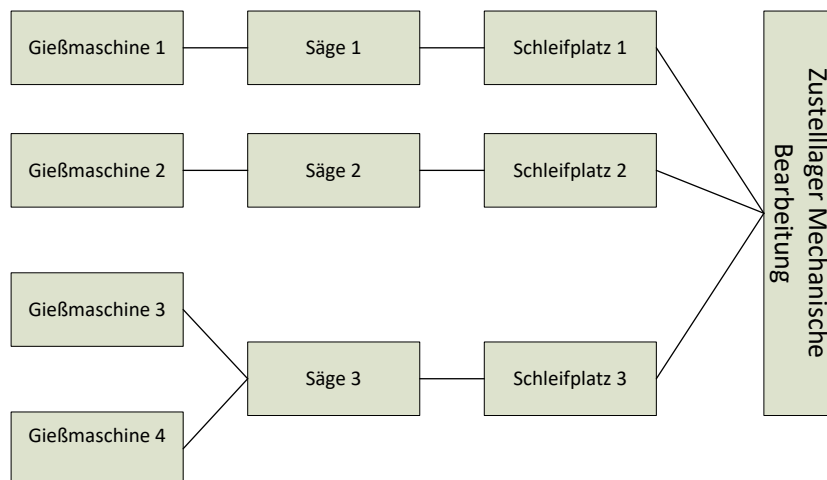 Gießmaschine 1
Säge 1
Schleifplatz 1
Gießmaschine 2
Säge 2
Schleifplatz 2
Gießmaschine 3
Säge 3
Schleifplatz 3
Gießmaschine 4
Zustelllager Mechanische
Bearbeitung